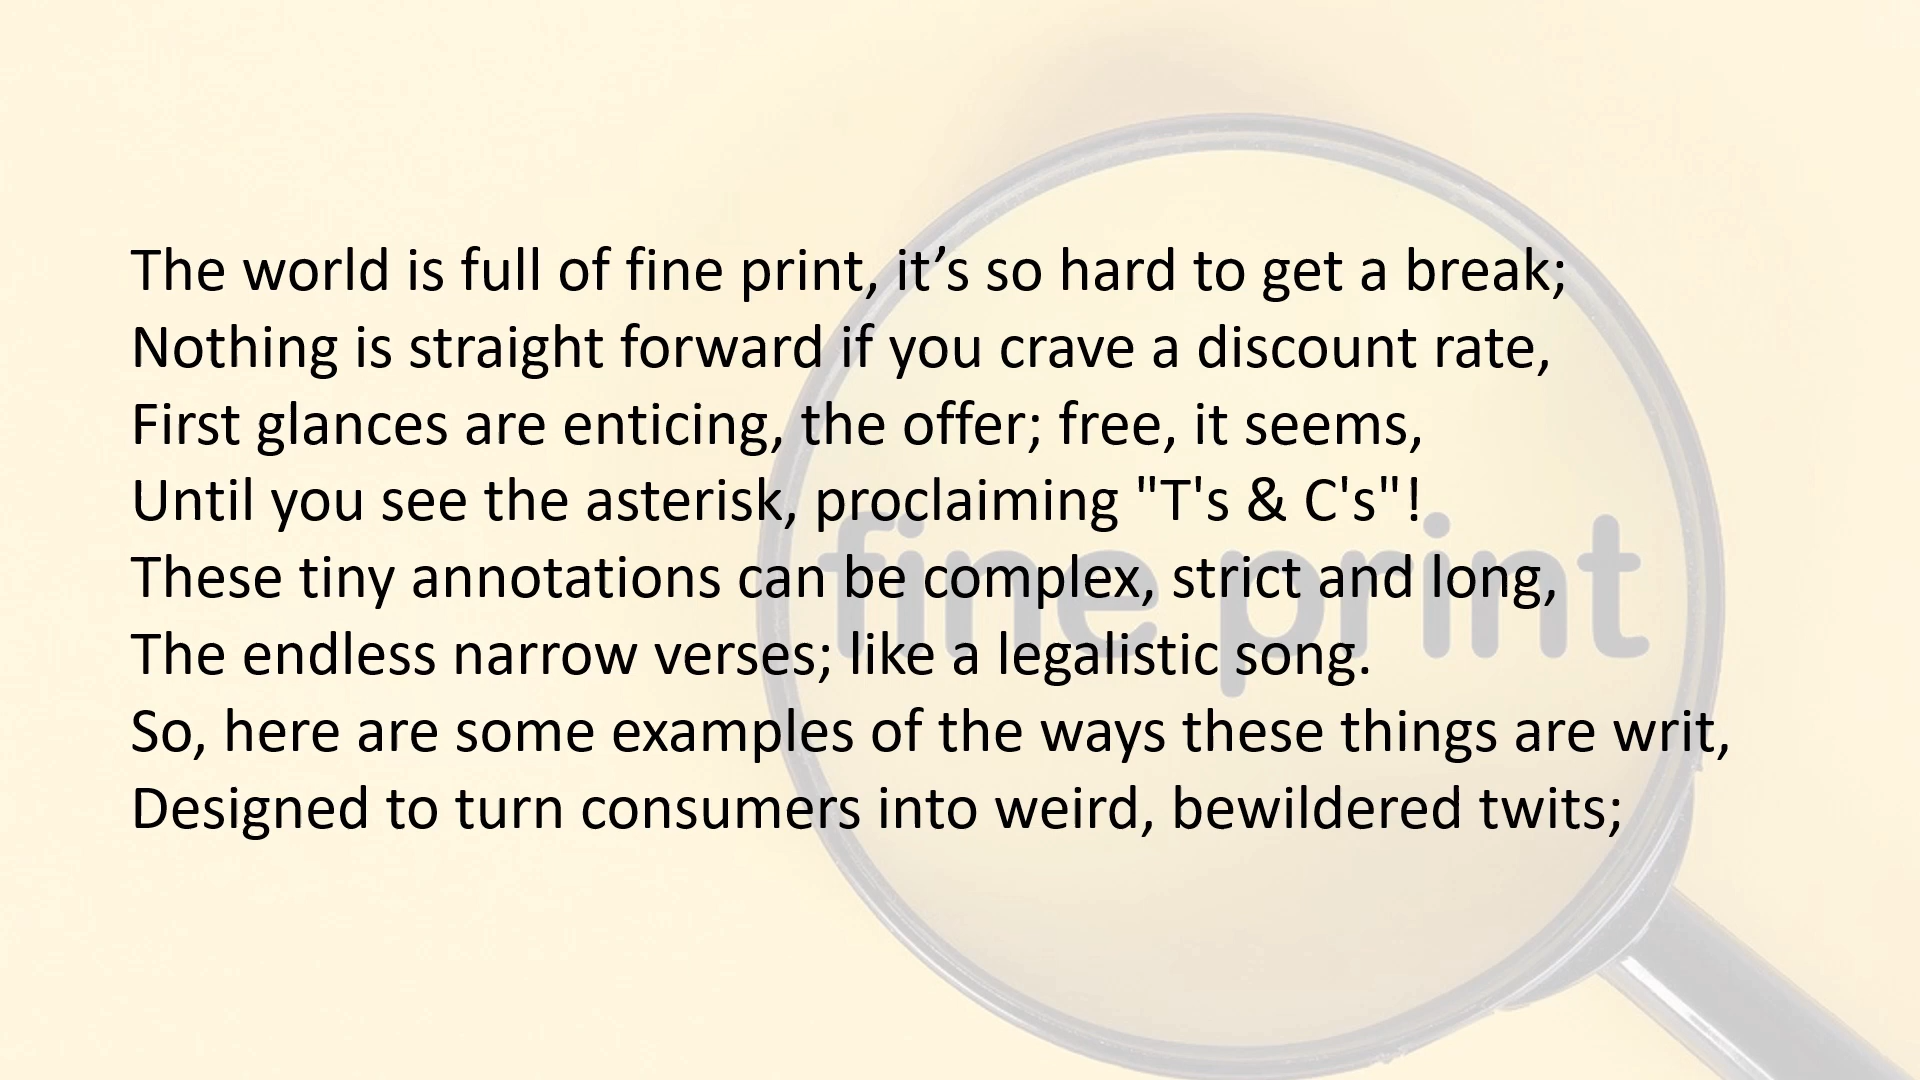 The world is full of fine print, it’s so hard to get a break;
Nothing is straight forward if you crave a discount rate,
First glances are enticing, the offer; free, it seems,
Until you see the asterisk, proclaiming "T's & C's"!
These tiny annotations can be complex, strict and long,
The endless narrow verses; like a legalistic song.
So, here are some examples of the ways these things are writ,
Designed to turn consumers into weird, bewildered twits;
fine print